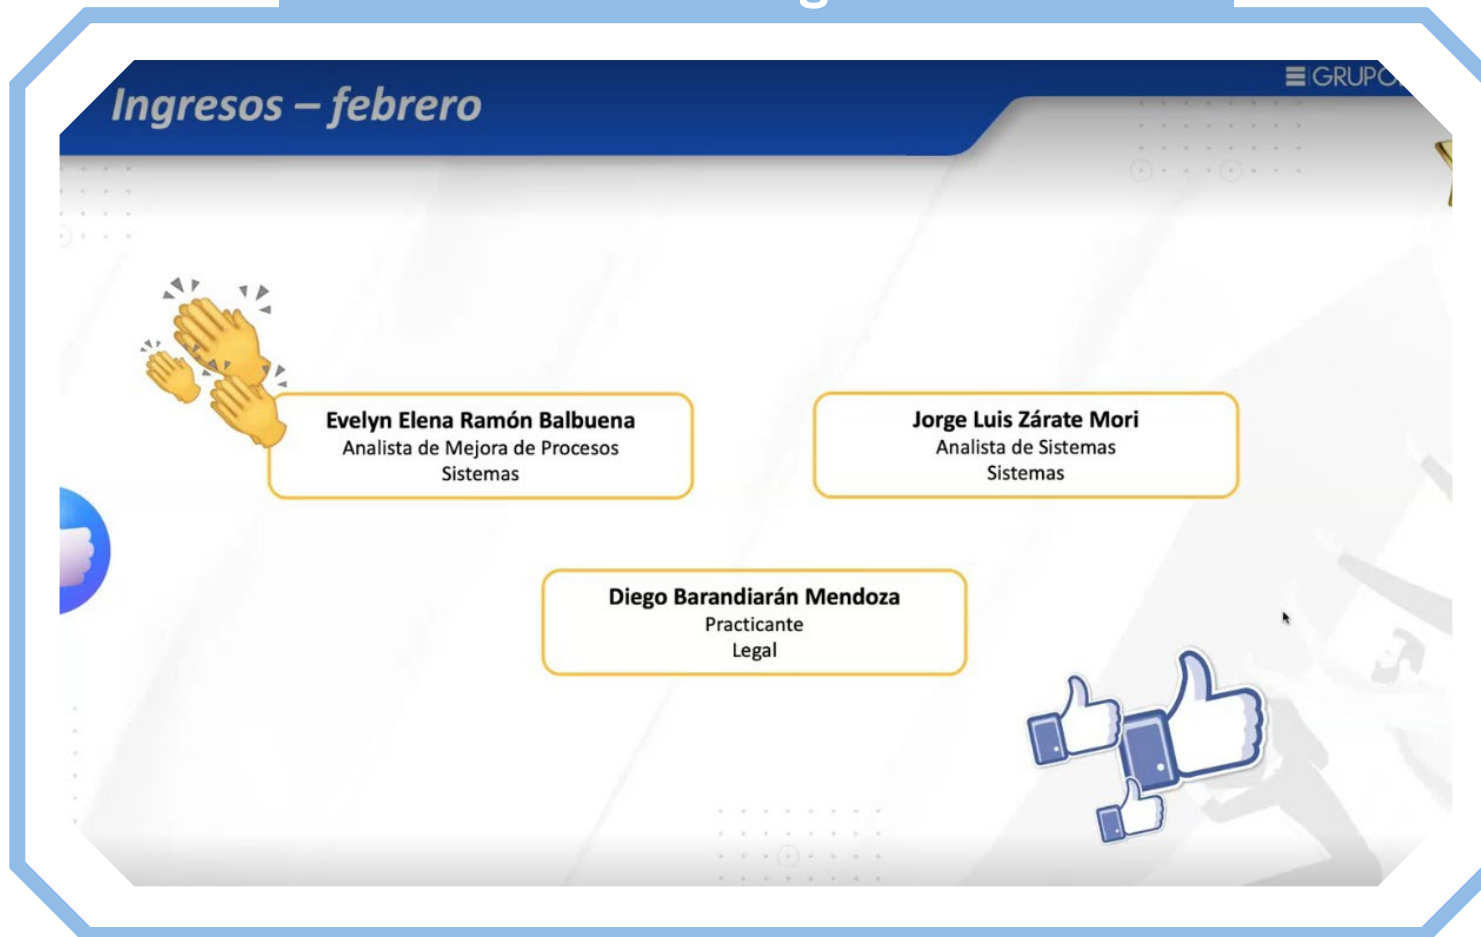 Ingresos – febrero
Evelyn Elena Ramón Balbuena
Analista de Mejora de Procesos
Sistemas
Jorge Luis Zárate Mori
Analista de Sistemas
Sistemas
Diego Barandiarán Mendoza
Practicante
Legal